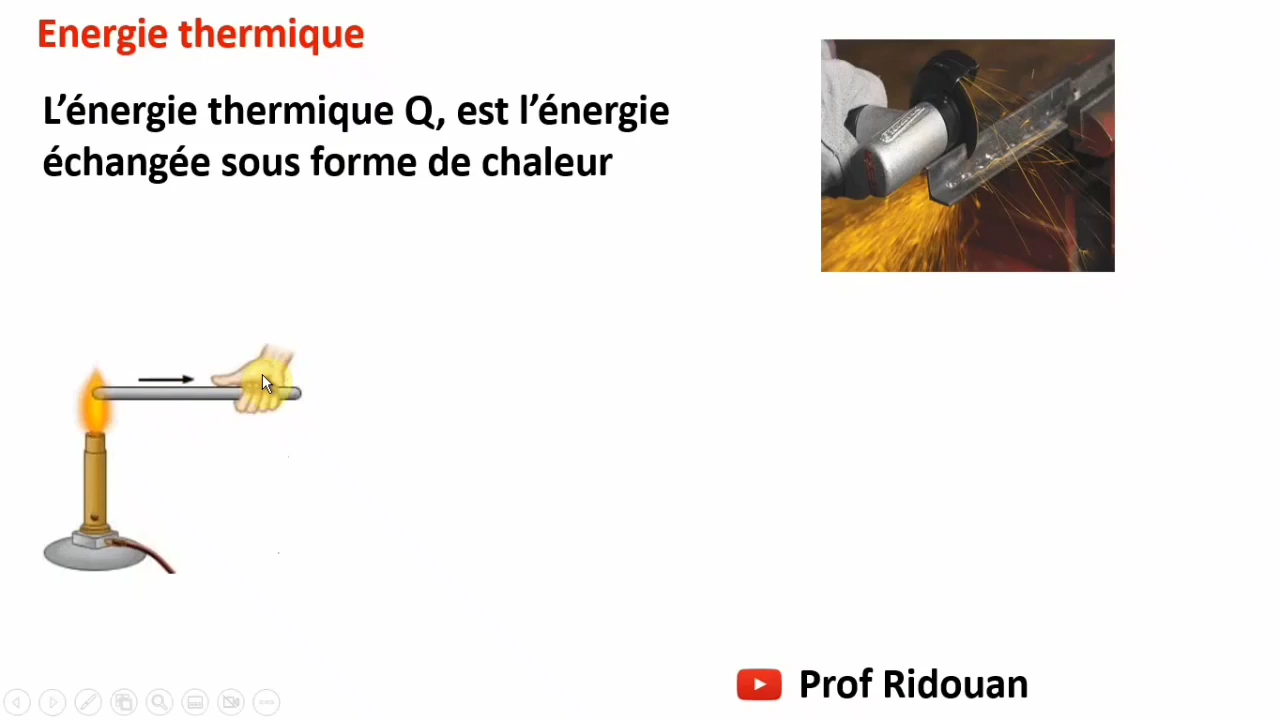 Energie thermique
L’énergie thermique Q, est l’énergie
échangée sous forme de chaleur
Prof Ridouan